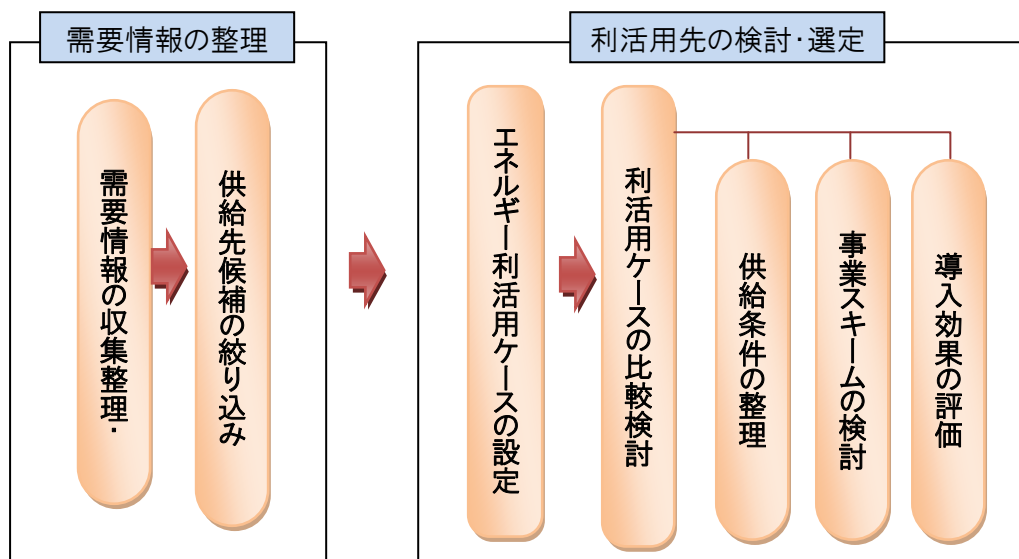 需要情報の整理
需要情報の収集整理・
供給先候補の絞り込み
利活用先の検討・選定
エネルギー利活用ケースの設定
利活用ケースの比較検討
供給条件の整理
事業スキームの検討
導入効果の評価